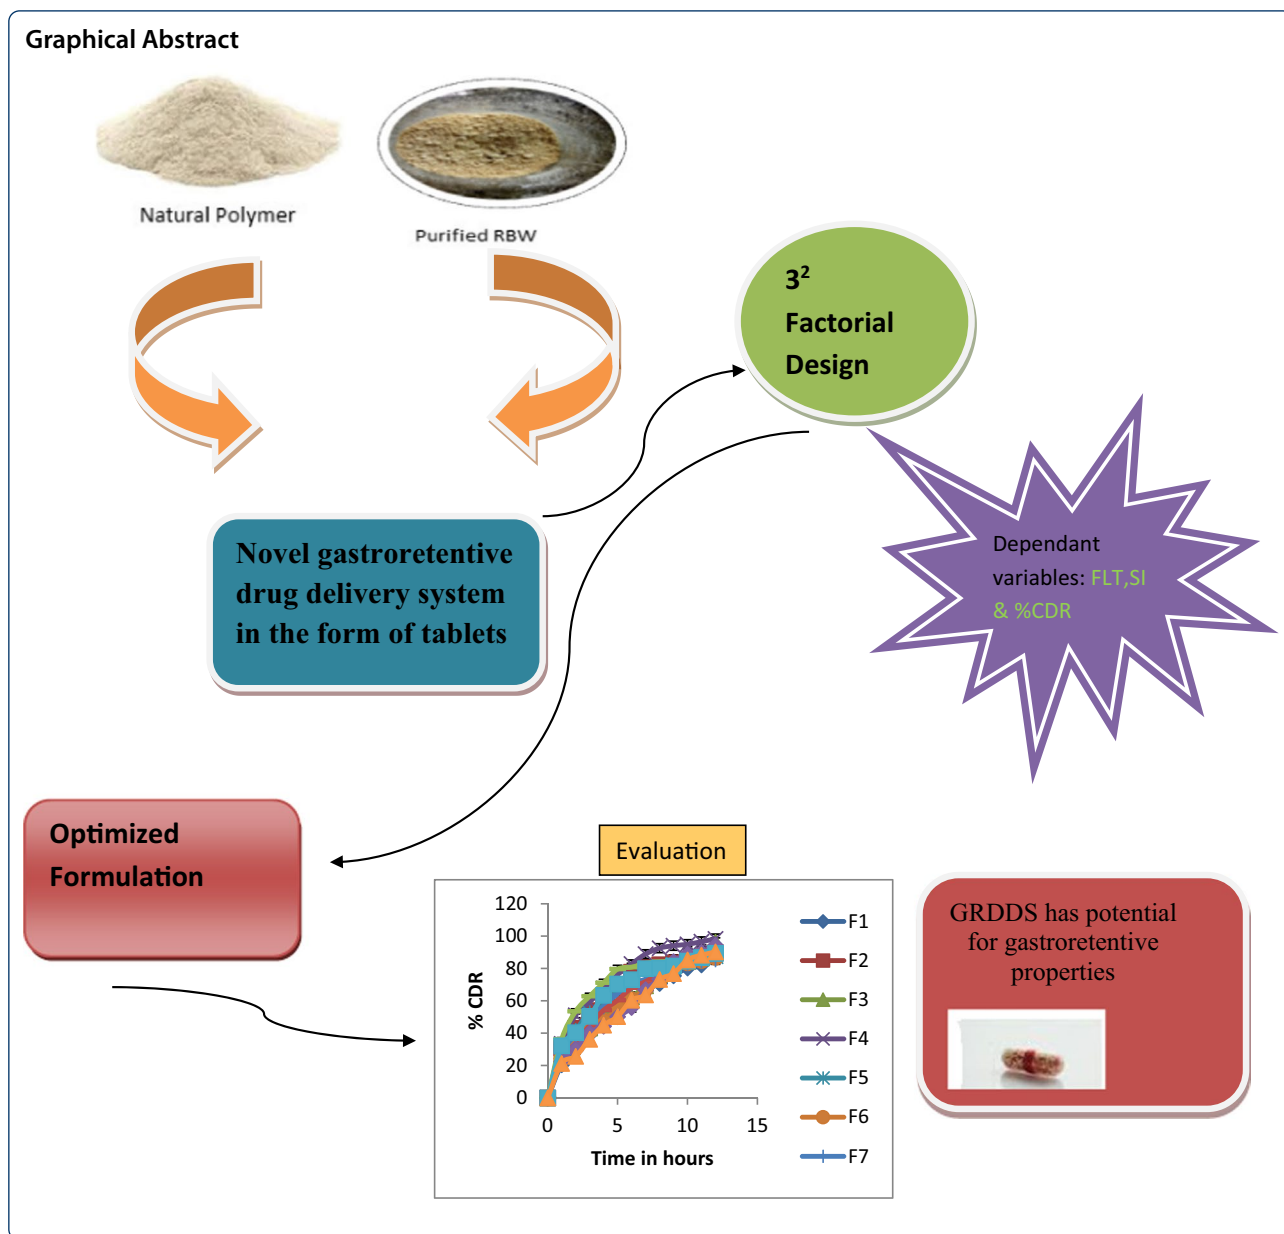 Graphical Abstract
Natural Polymer
Purified RBW
3²
Factorial
Design
Dependant
variables: FLT,SI
& %CDR
Novel gastroretentive
drug delivery system
in the form of tablets
Optimized
Formulation
Evaluation
120
100
80
60
40
20
0
% CDR
0
5
10
15
Time in hours
F1
F2
F3
F4
F5
F6
F7
GRDDS has potential
for gastroretentive
properties